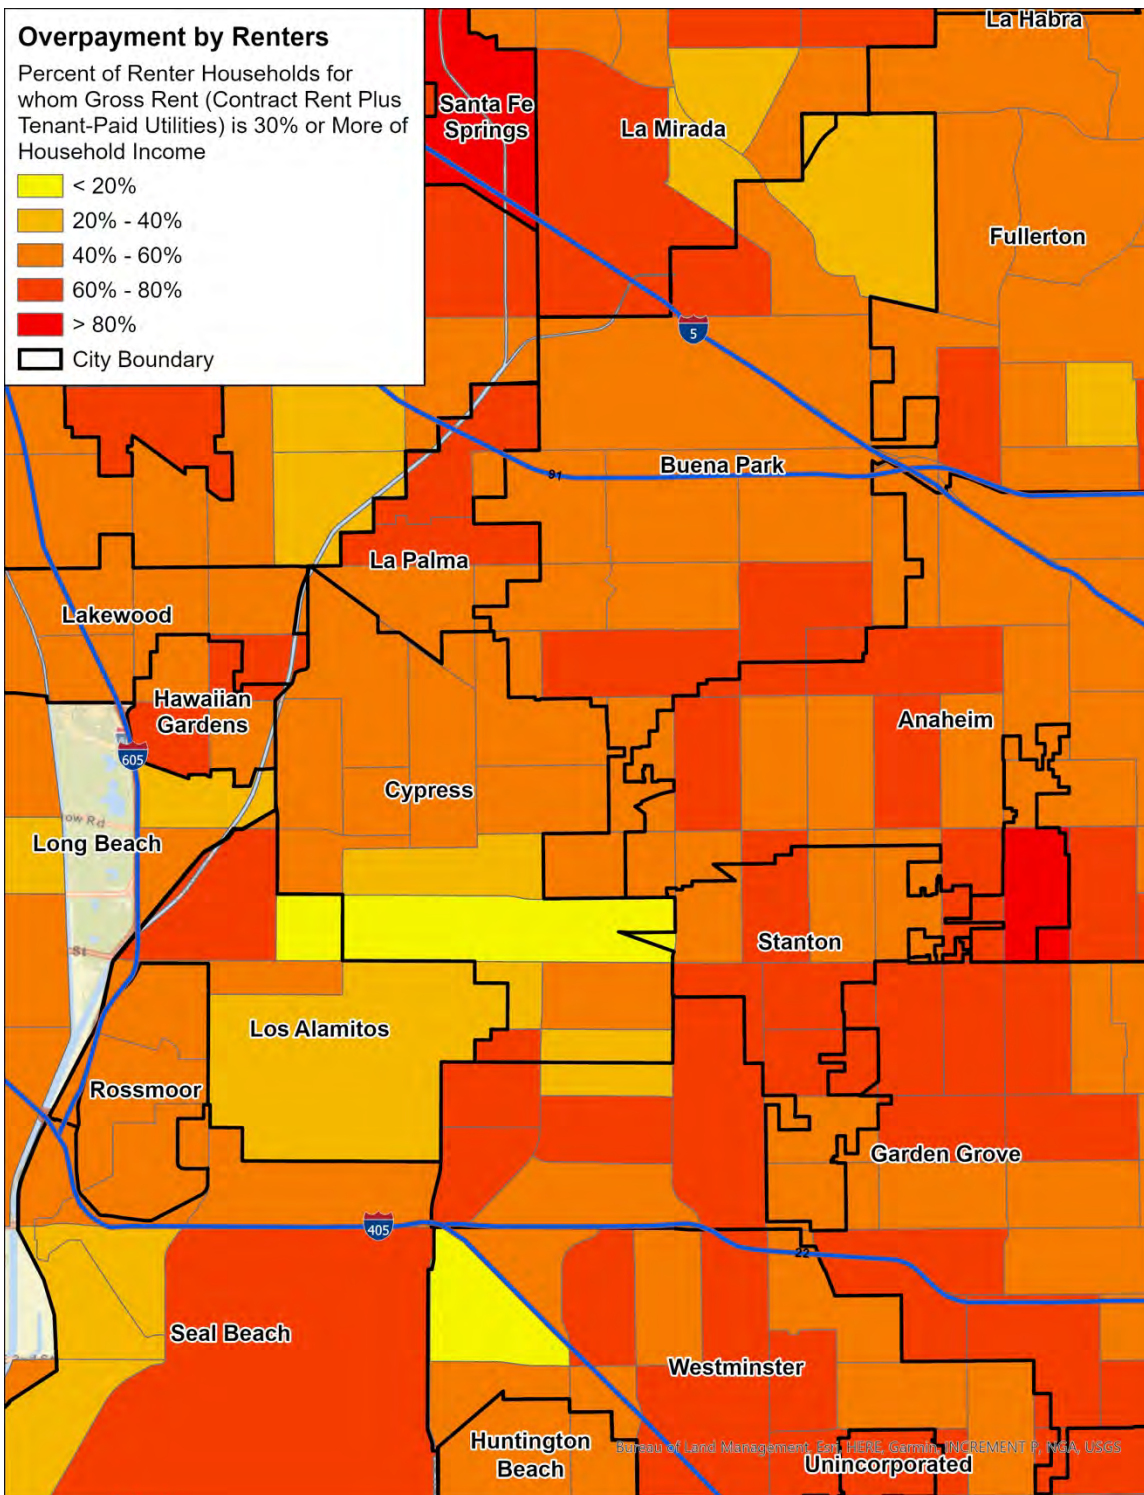 Overpayment by Renters
Percent of Renter Households for
whom Gross Rent (Contract Rent Plus
Tenant-Paid Utilities) is 30% or More of
Household Income
< 20%
20% - 40%
40% - 60%
60% - 80%
> 80%
City Boundary
La Habra
Santa Fe
Springs
La Mirada
Fullerton
5
Buena Park
91
La Palma
Lakewood
Hawaiian
Gardens
Anaheim
605
Cypress
ow Rd
Long Beach
Stanton
St
Los Alamitos
Rossmoor
Garden Grove
405
22
Seal Beach
Westminster
Huntington
Beach
Bureau of Land Management, Esri, HERE, Garmin, INCREMENT P, NGA, USGS
Unincorporated